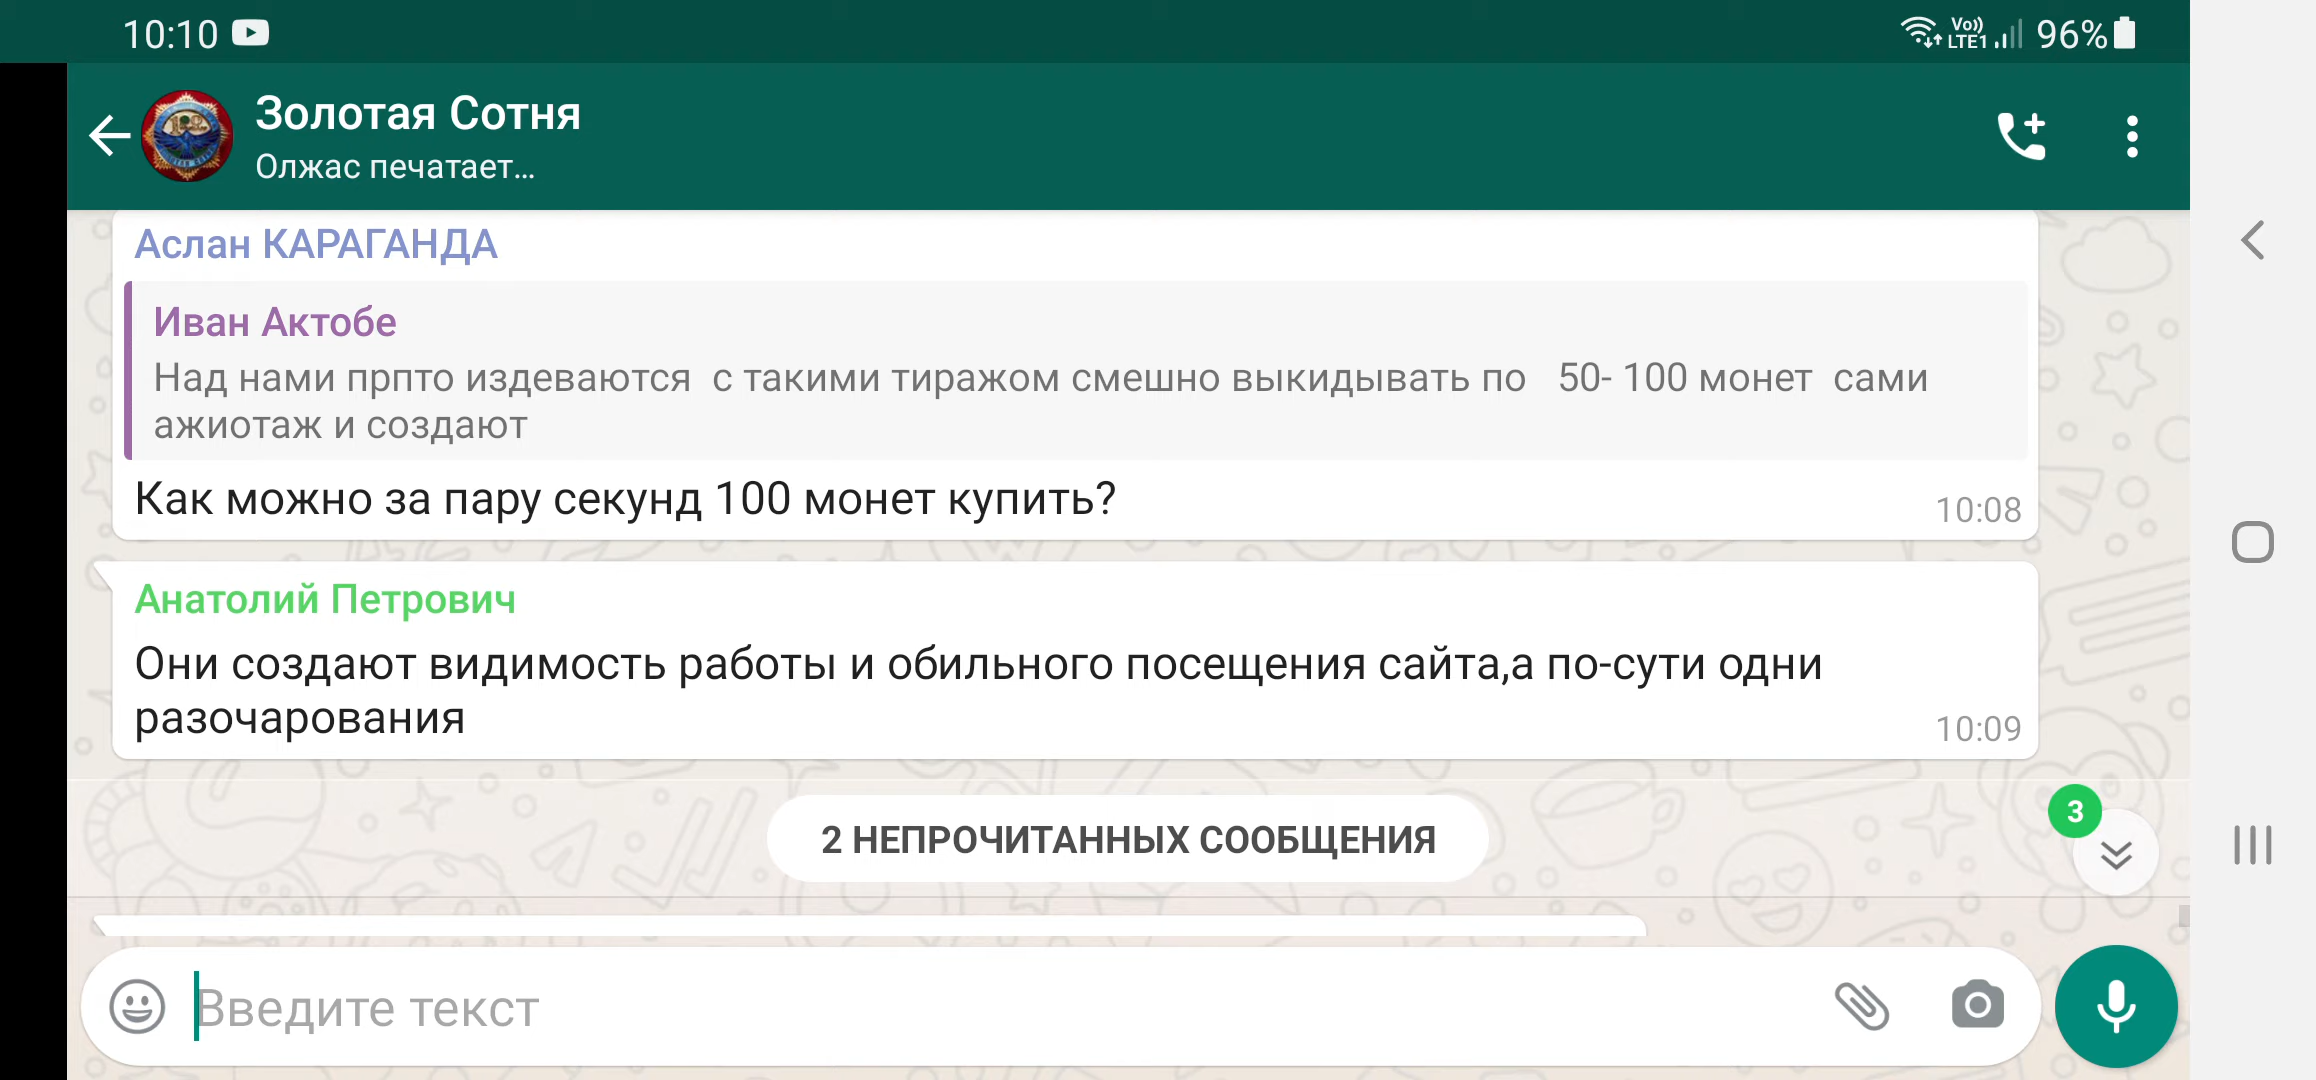 10:10
Vo)) LTE1 96%
Золотая Сотня
Олжас печатает...
Аслан КАРАГАНДА
Иван Актобе
Над нами прпто издеваются с такими тиражом смешно выкидывать по 50- 100 монет сами
ажиотаж и создают
Как можно за пару секунд 100 монет купить?
10:08
Анатолий Петрович
Они создают видимость работы и обильного посещения сайта,а по-сути одни
разочарования
10:09
2 НЕПРОЧИТАННЫХ СООБЩЕНИЯ
3
Введите текст